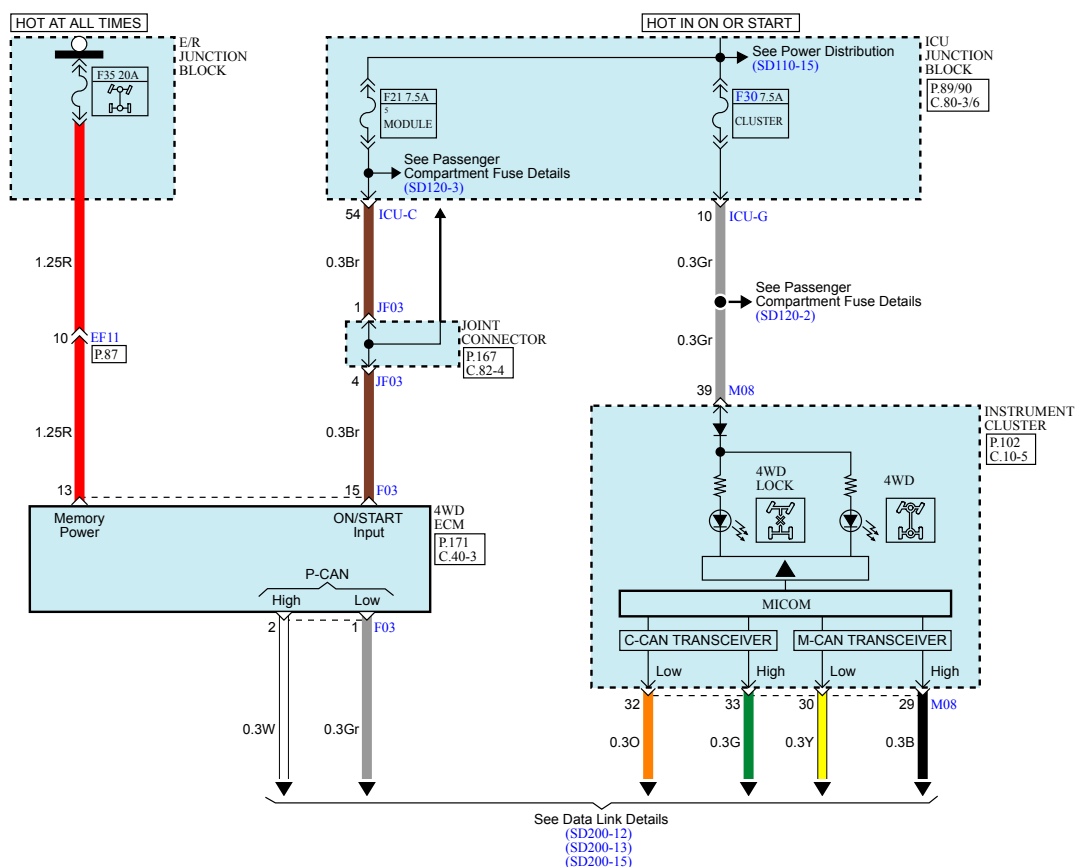 HOT AT ALL TIMES
HOT IN ON OR START
E/R
JUNCTION
BLOCK
F35 20A
See Power Distribution
(SD110-15)
ICU
JUNCTION
BLOCK
P.89/90
C.80-3/6
F21 7.5A
5
MODULE
F30 7.5A
CLUSTER
See Passenger
Compartment Fuse Details
(SD120-3)
54 ICU-C
10 ICU-G
1.25R
0.3Br
0.3Gr
See Passenger
Compartment Fuse Details
(SD120-2)
1 JF03
10 EF11
P.87
JOINT
CONNECTOR
P.167
C.82-4
0.3Gr
4 JF03
39 M08
1.25R
0.3Br
INSTRUMENT
CLUSTER
P.102
C.10-5
4WD
LOCK
4WD
13
15 F03
Memory
Power
ON/START
Input
4WD
ECM
P.171
C.40-3
P-CAN
High
Low
MICOM
2
1 F03
C-CAN TRANSCEIVER
M-CAN TRANSCEIVER
Low
High
Low
High
32
33
30
29 M08
0.3W
0.3Gr
0.3O
0.3G
0.3Y
0.3B
See Data Link Details
(SD200-12)
(SD200-13)
(SD200-15)